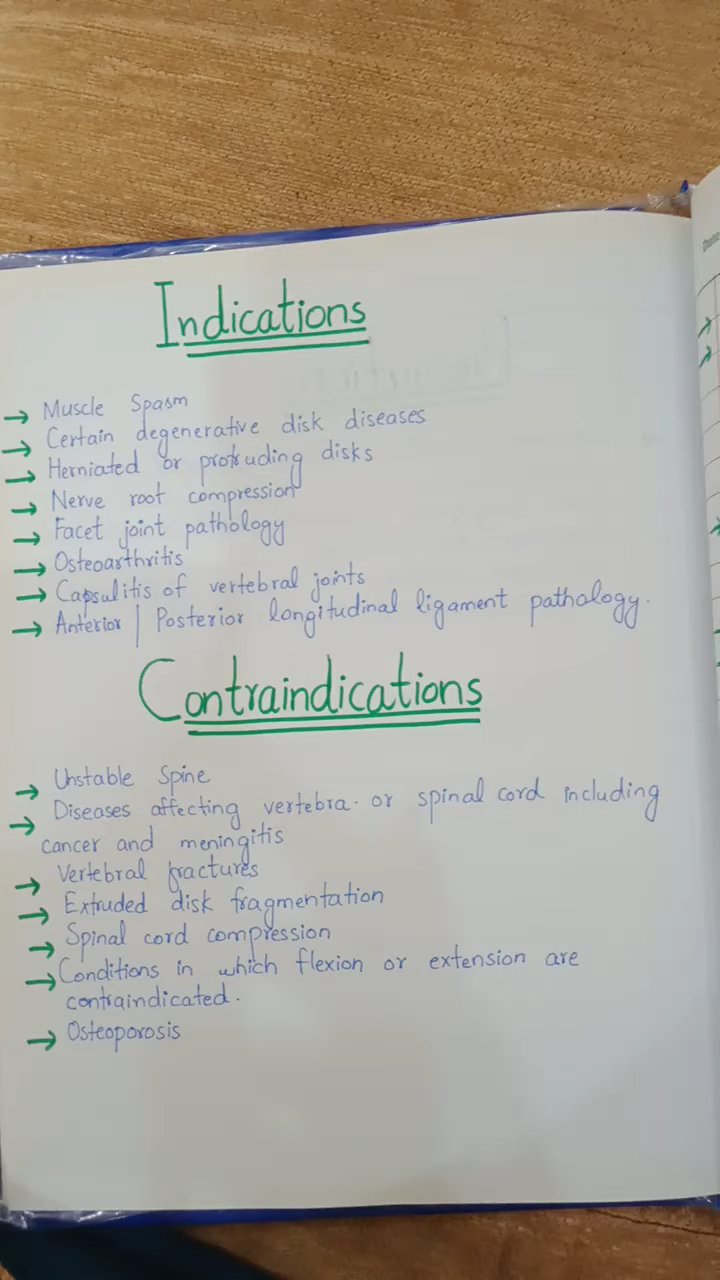 Indications
→ Muscle Spasm
→ Certain degenerative disk diseases
→ Herniated or protruding disks
→ Nerve root compression
→ Facet joint pathology
→ Osteoarthritis
→ Capsulitis of vertebral joints
→ Anterior | Posterior longitudinal ligament pathology.
Contraindications
→ Unstable Spine
→ Diseases affecting vertebra. or spinal cord including
cancer and meningitis
→ Vertebral fractures
→ Extruded disk fragmentation
→ Spinal cord compression
→ Conditions in which flexion or extension are
contraindicated.
→ Osteoporosis